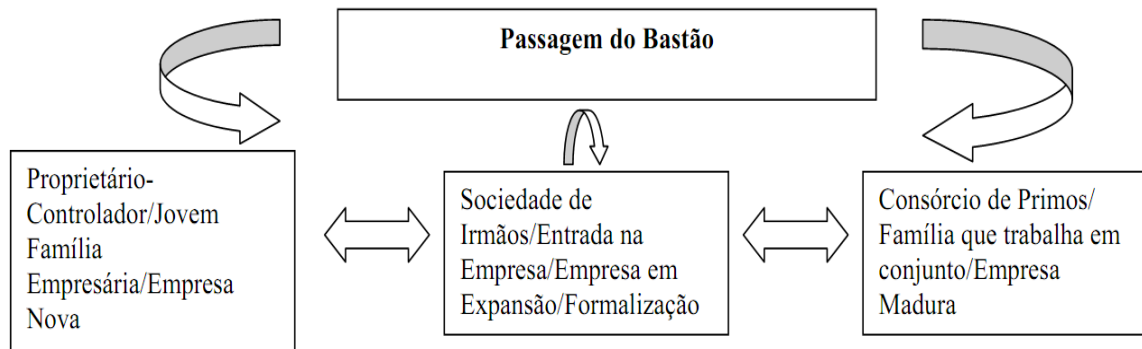 Passagem do Bastão
Proprietário-
Controlador/Jovem
Família
Empresária/Empresa
Nova
Sociedade de
Irmãos/Entrada na
Empresa/Empresa em
Expansão/Formalização
Consórcio de Primos/
Família que trabalha em
conjunto/Empresa
Madura